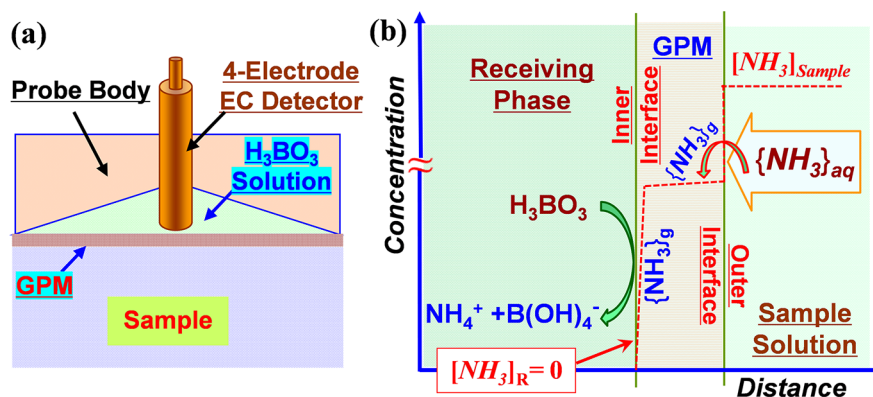 (a)
4-Electrode
EC Detector
Probe Body
H₃BO₃
Solution
GPM
Sample
(b)
Concentration
Receiving
Phase
Inner
Interface
GPM
[NH₃]Sample
{NH₃}g
{NH₃}aq
H₃BO₃
{NH₃}g
Outer
Interface
NH₄⁺ +B(OH)₄⁻
Sample
Solution
[NH₃]R= 0
Distance